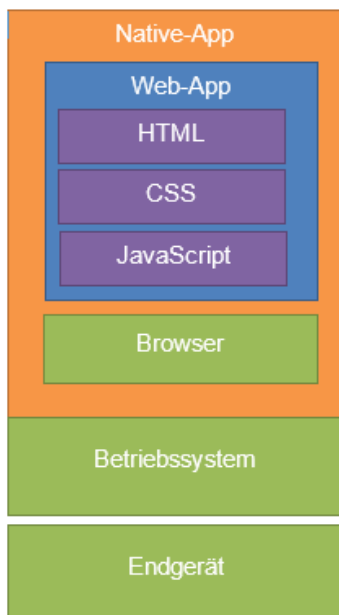 Native-App
Web-App
HTML
CSS
JavaScript
Browser
Betriebssystem
Endgerät